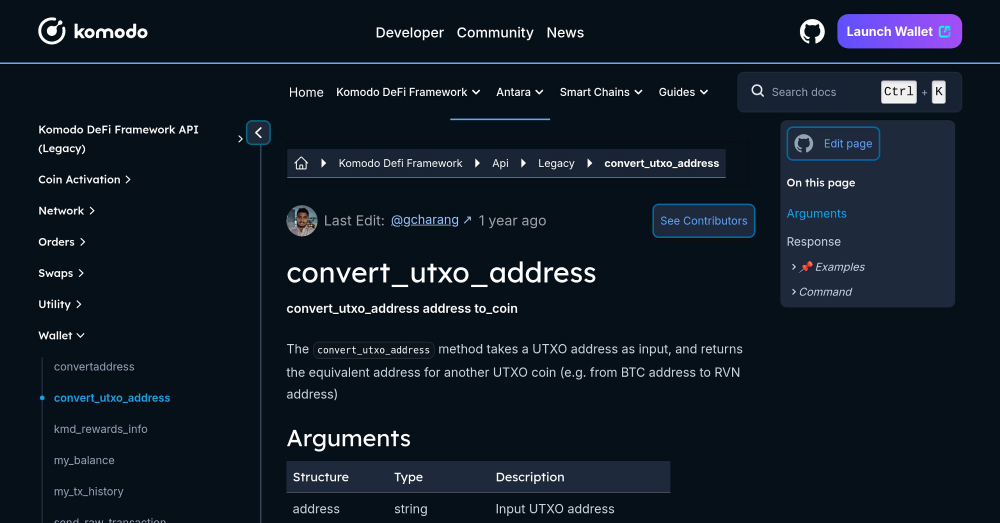 komodo
Developer Community News
Launch Wallet
Home Komodo DeFi Framework Antara Smart Chains Guides
Search docs Ctrl + K
Komodo DeFi Framework API
(Legacy)
Coin Activation
Network
Orders
Swaps
Utility
Wallet
convertaddress
convert_utxo_address
kmd_rewards_info
my_balance
my_tx_history
send_raw_transaction
Komodo Defi Framework Api Legacy convert_utxo_address
Last Edit: @gcharang ↗ 1 year ago
See Contributors
convert_utxo_address
convert_utxo_address address to_coin
The convert_utxo_address method takes a UTXO address as input, and returns
the equivalent address for another UTXO coin (e.g. from BTC address to RVN
address)
Arguments
Structure Type Description
address string Input UTXO address
Edit page
On this page
Arguments
Response
📌 Examples
Command